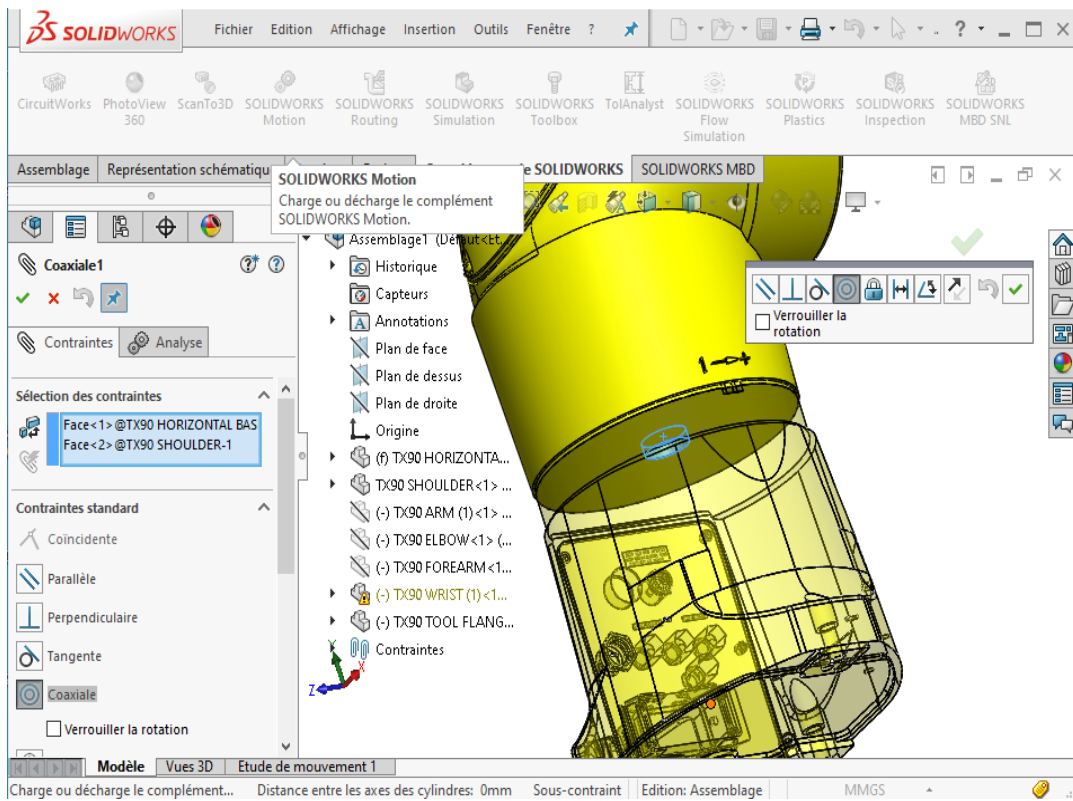 SOLIDWORKS
Fichier Edition Affichage Insertion Outils Fenêtre ?
?
CircuitWorks
PhotoView
360
ScanTo3D
SOLIDWORKS
Motion
SOLIDWORKS
Routing
SOLIDWORKS
Simulation
SOLIDWORKS
Toolbox
TolAnalyst
SOLIDWORKS
Flow
Simulation
SOLIDWORKS
Plastics
SOLIDWORKS
Inspection
SOLIDWORKS
MBD SNL
Assemblage Représentation schématiqu SOLIDWORKS SOLIDWORKS MBD
SOLIDWORKS Motion
Charge ou décharge le complément
SOLIDWORKS Motion.
Coaxiale1
Contraintes Analyse
Sélection des contraintes
Face<1>@TX90 HORIZONTAL BAS
Face<2>@TX90 SHOULDER-1
Contraintes standard
Coïncidente
Parallèle
Perpendiculaire
Tangente
Coaxiale
Verrouiller la rotation
Assemblage1 (Défaut<Et...
Historique
Capteurs
Annotations
Plan de face
Plan de dessus
Plan de droite
Origine
(f) TX90 HORIZONTA...
TX90 SHOULDER<1> ...
(-) TX90 ARM (1)<1> ...
(-) TX90 ELBOW<1> (...
(-) TX90 FOREARM<1...
(-) TX90 WRIST (1)<1...
(-) TX90 TOOL FLANG...
Contraintes
Verrouiller la
rotation
1
+
Y
X
Z
Modèle Vues 3D Etude de mouvement 1
Charge ou décharge le complément... Distance entre les axes des cylindres: 0mm Sous-contraint Edition: Assemblage MMGS